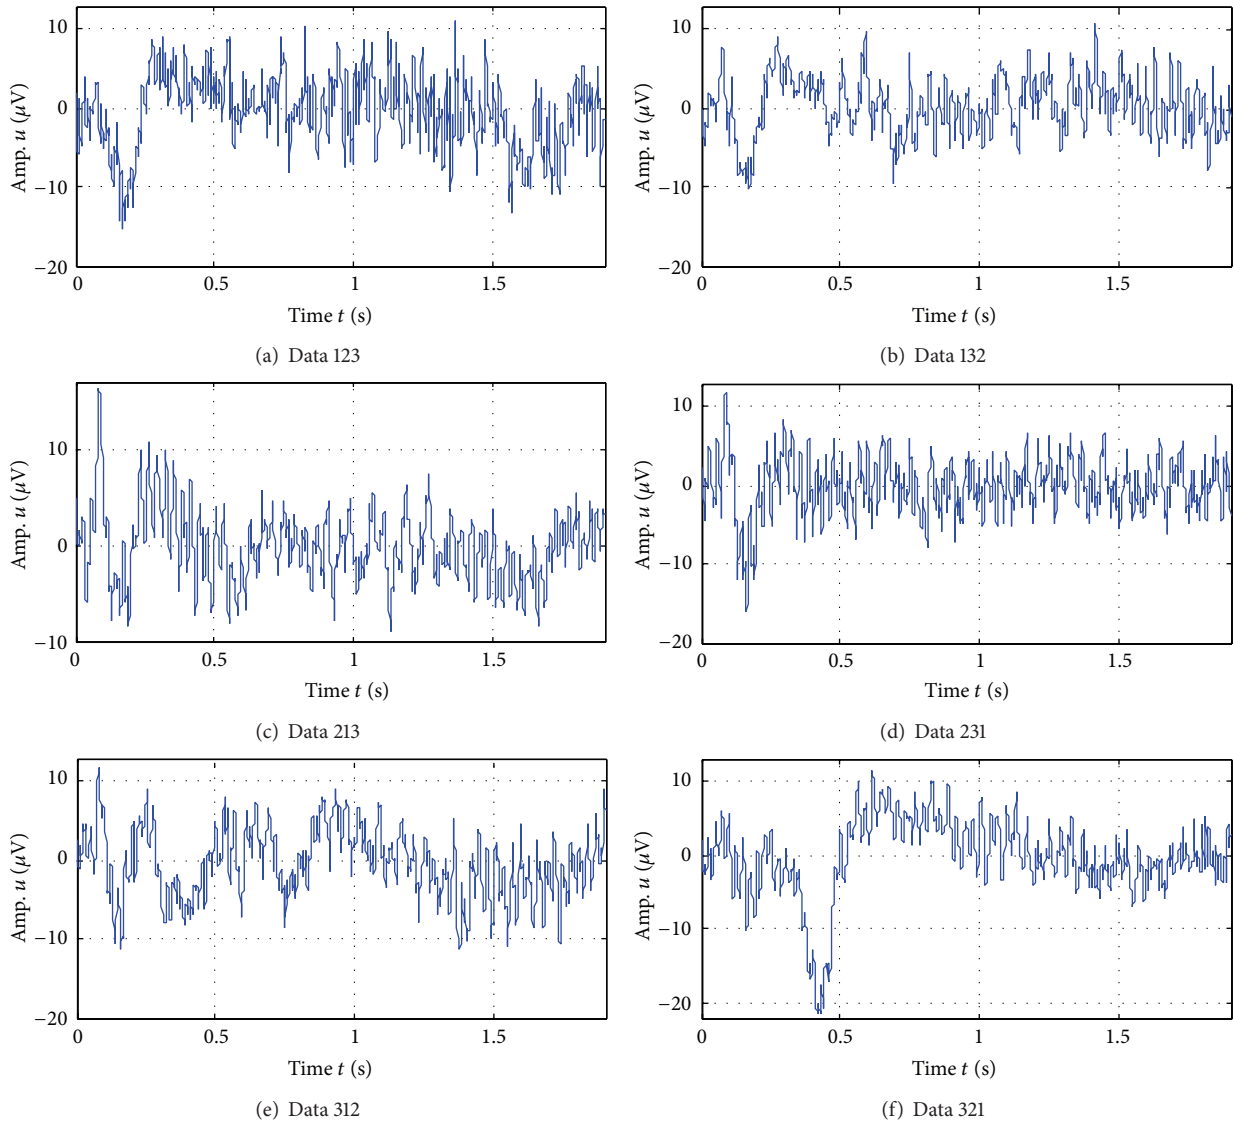 10
0
−10
−20
Amp. u (μV)
0 0.5 1 1.5
Time t (s)
(a) Data 123
10
0
−10
−20
Amp. u (μV)
0 0.5 1 1.5
Time t (s)
(b) Data 132
10
0
−10
Amp. u (μV)
0 0.5 1 1.5
Time t (s)
(c) Data 213
10
0
−10
−20
Amp. u (μV)
0 0.5 1 1.5
Time t (s)
(d) Data 231
10
0
−10
−20
Amp. u (μV)
0 0.5 1 1.5
Time t (s)
(e) Data 312
10
0
−10
−20
Amp. u (μV)
0 0.5 1 1.5
Time t (s)
(f) Data 321